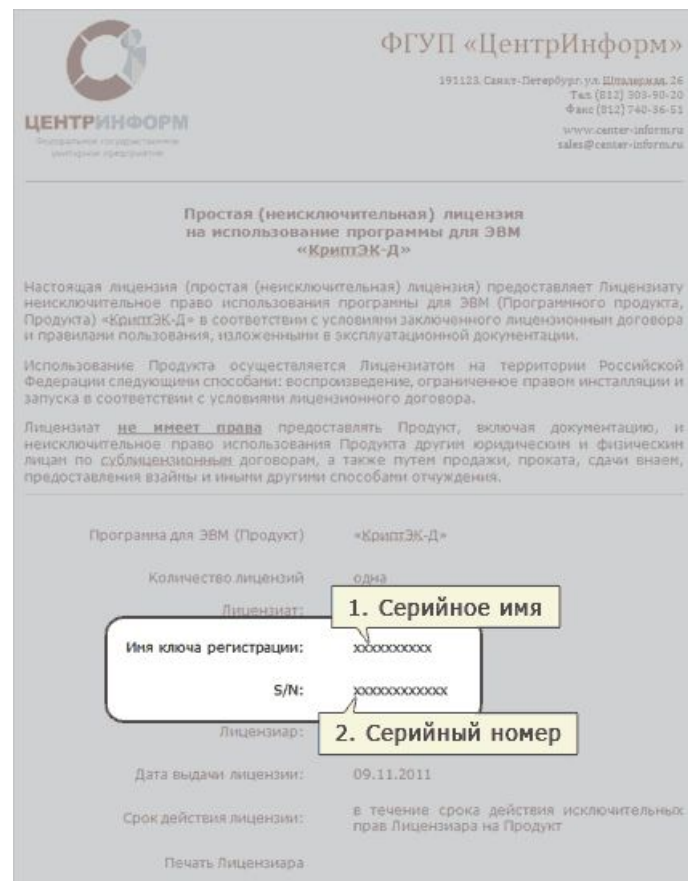 ФГУП «ЦентрИнформ»
191123, Санкт-Петербург, ул. Шпалерная, 26
Тел. (812) 303-90-20
Факс (812) 740-36-51
www.center-inform.ru
sales@center-inform.ru
ЦЕНТРИНФОРМ
Федеральное государственное
унитарное предприятие
Простая (неисключительная) лицензия
на использование программы для ЭВМ
«КриптЭК-Д»
Настоящая лицензия (простая (неисключительная) лицензия) предоставляет Лицензиату
неисключительное право использования программы для ЭВМ (Программного продукта,
Продукта) «КриптЭК-Д» в соответствии с условиями заключенного лицензионным договора
и правилами пользования, изложенными в эксплуатационной документации.
Использование Продукта осуществляется Лицензиатом на территории Российской
Федерации следующими способами: воспроизведение, ограниченное правом инсталляции и
запуска в соответствии с условиями лицензионного договора.
Лицензиат не имеет права предоставлять Продукт, включая документацию, и
неисключительное право использования Продукта другим юридическим и физическим
лицам по сублицензионным договорам, а также путем продажи, проката, сдачи внаем,
предоставления взаймы и иными другими способами отчуждения.
Программа для ЭВМ (Продукт) «КриптЭК-Д»
Количество лицензий одна
Лицензиат:
1. Серийное имя
Имя ключа регистрации: xxxxxxxxxx
S/N: xxxxxxxxxxxx
2. Серийный номер
Лицензиар:
Дата выдачи лицензии: 09.11.2011
Срок действия лицензии: в течение срока действия исключительных
прав Лицензиара на Продукт
Печать Лицензиара